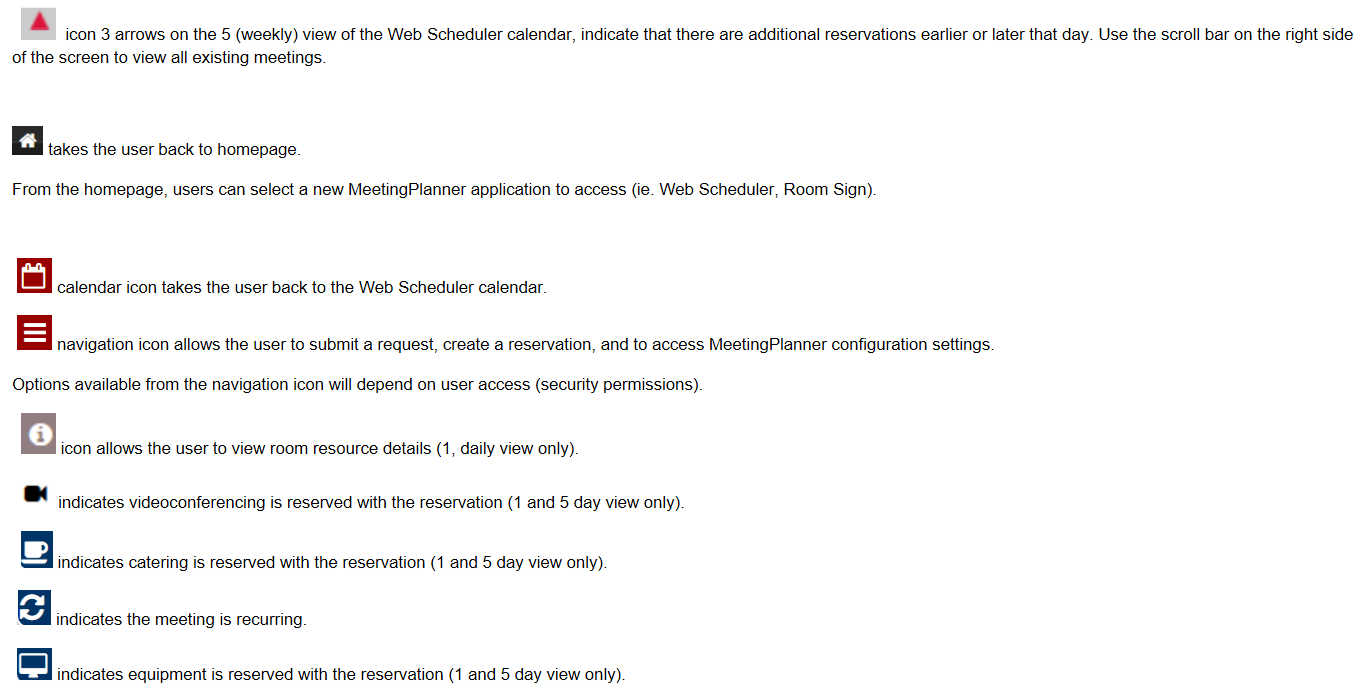 icon 3 arrows on the 5 (weekly) view of the Web Scheduler calendar, indicate that there are additional reservations earlier or later that day. Use the scroll bar on the right side
of the screen to view all existing meetings.
takes the user back to homepage.
From the homepage, users can select a new MeetingPlanner application to access (ie. Web Scheduler, Room Sign).
calendar icon takes the user back to the Web Scheduler calendar.
navigation icon allows the user to submit a request, create a reservation, and to access MeetingPlanner configuration settings.
Options available from the navigation icon will depend on user access (security permissions).
icon allows the user to view room resource details (1, daily view only).
indicates videoconferencing is reserved with the reservation (1 and 5 day view only).
indicates catering is reserved with the reservation (1 and 5 day view only).
indicates the meeting is recurring.
indicates equipment is reserved with the reservation (1 and 5 day view only).